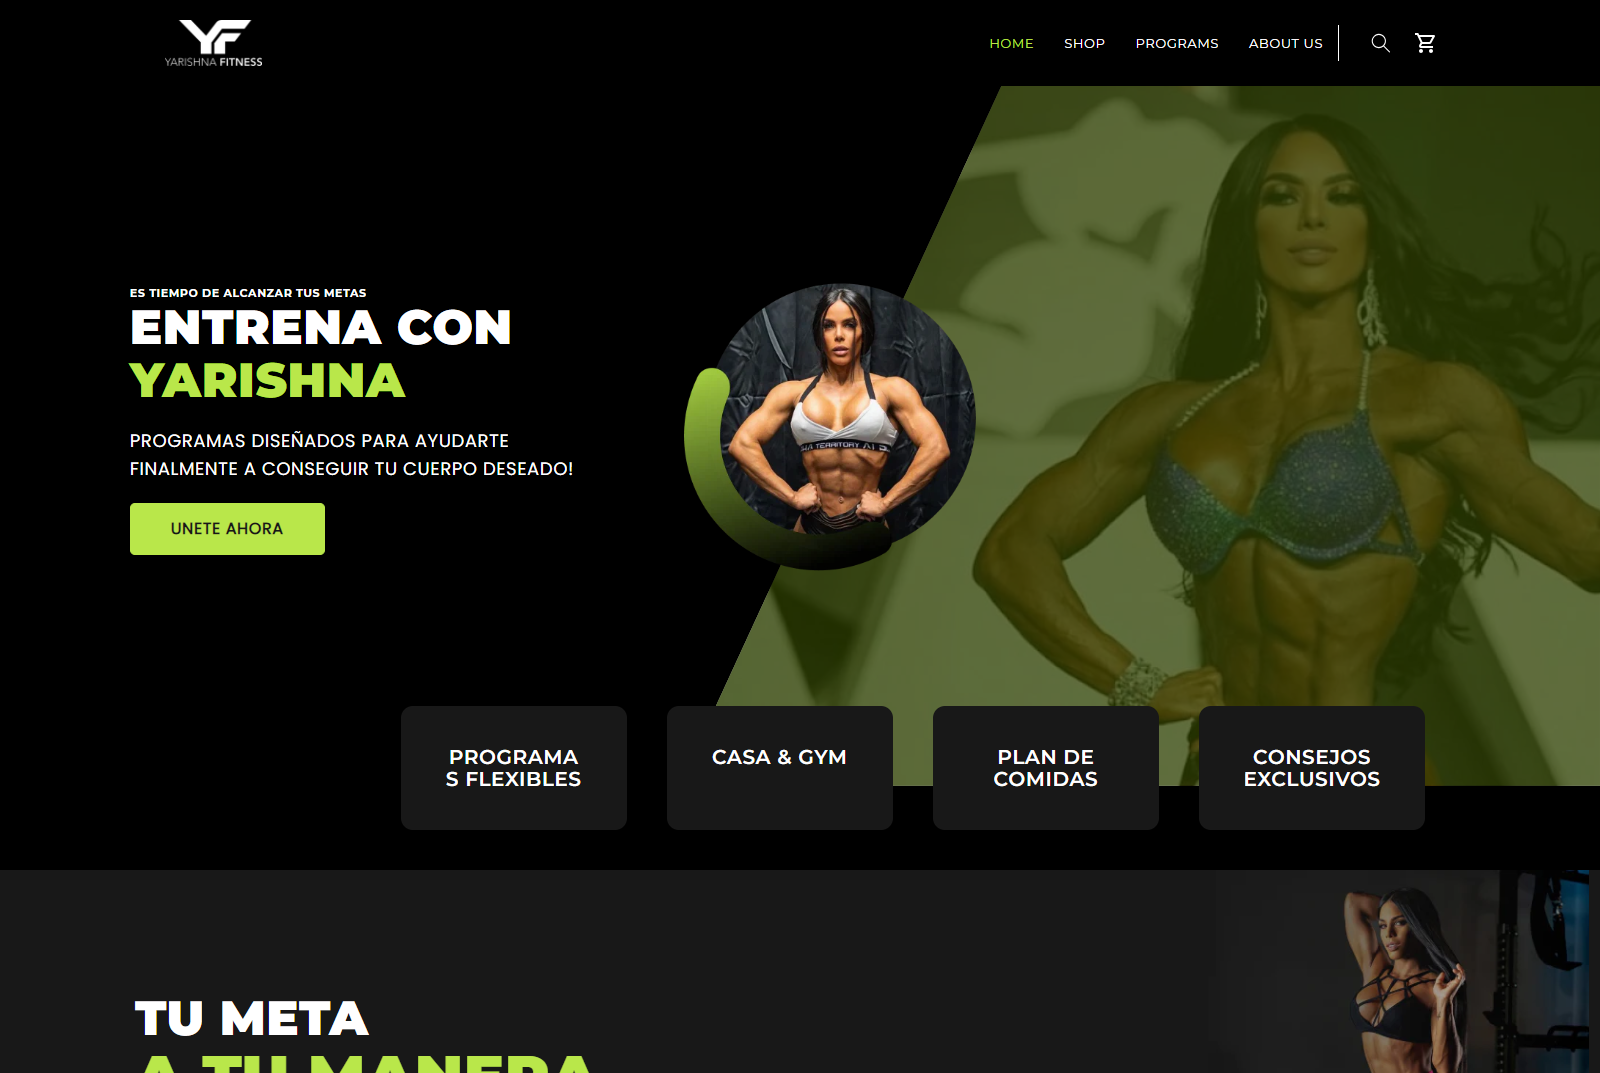 YF
YARISHNA FITNESS
HOME
SHOP
PROGRAMS
ABOUT US
ES TIEMPO DE ALCANZAR TUS METAS
ENTRENA CON
YARISHNA
PROGRAMAS DISEÑADOS PARA AYUDARTE
FINALMENTE A CONSEGUIR TU CUERPO DESEADO!
UNETE AHORA
PROGRAMA
S FLEXIBLES
CASA & GYM
PLAN DE
COMIDAS
CONSEJOS
EXCLUSIVOS
TU META
A TU MANERA